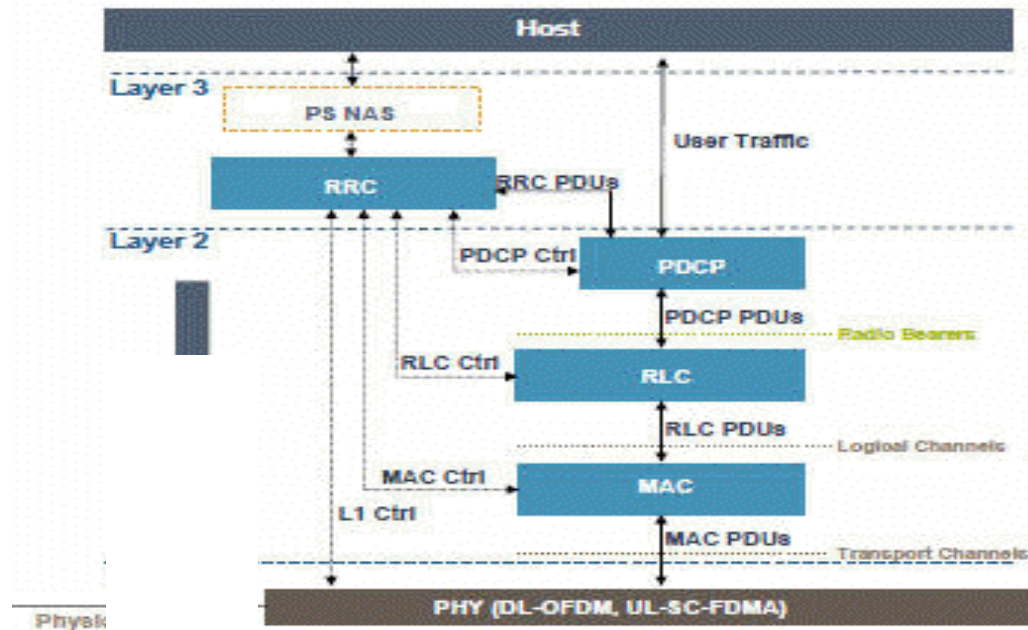 Host
Layer 3
PS NAS
User Traffic
RRC
RRC PDUs
Layer 2
PDCP Ctrl
PDCP
PDCP PDUs
Radio Bearers
RLC Ctrl
RLC
RLC PDUs
Logical Channels
MAC Ctrl
MAC
L1 Ctrl
MAC PDUs
Transport Channels
PHY (DL-OFDM, UL-SC-FDMA)